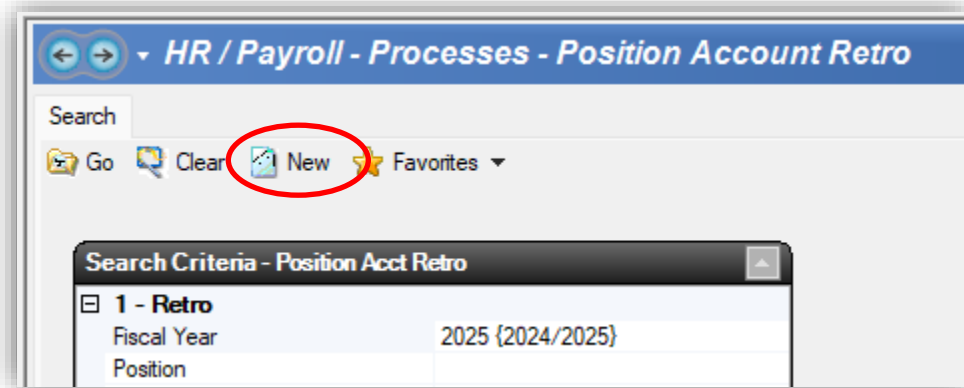 HR / Payroll - Processes - Position Account Retro
Search
Go Clear New Favorites
Search Criteria - Position Acct Retro
1 - Retro
Fiscal Year 2025 {2024/2025}
Position